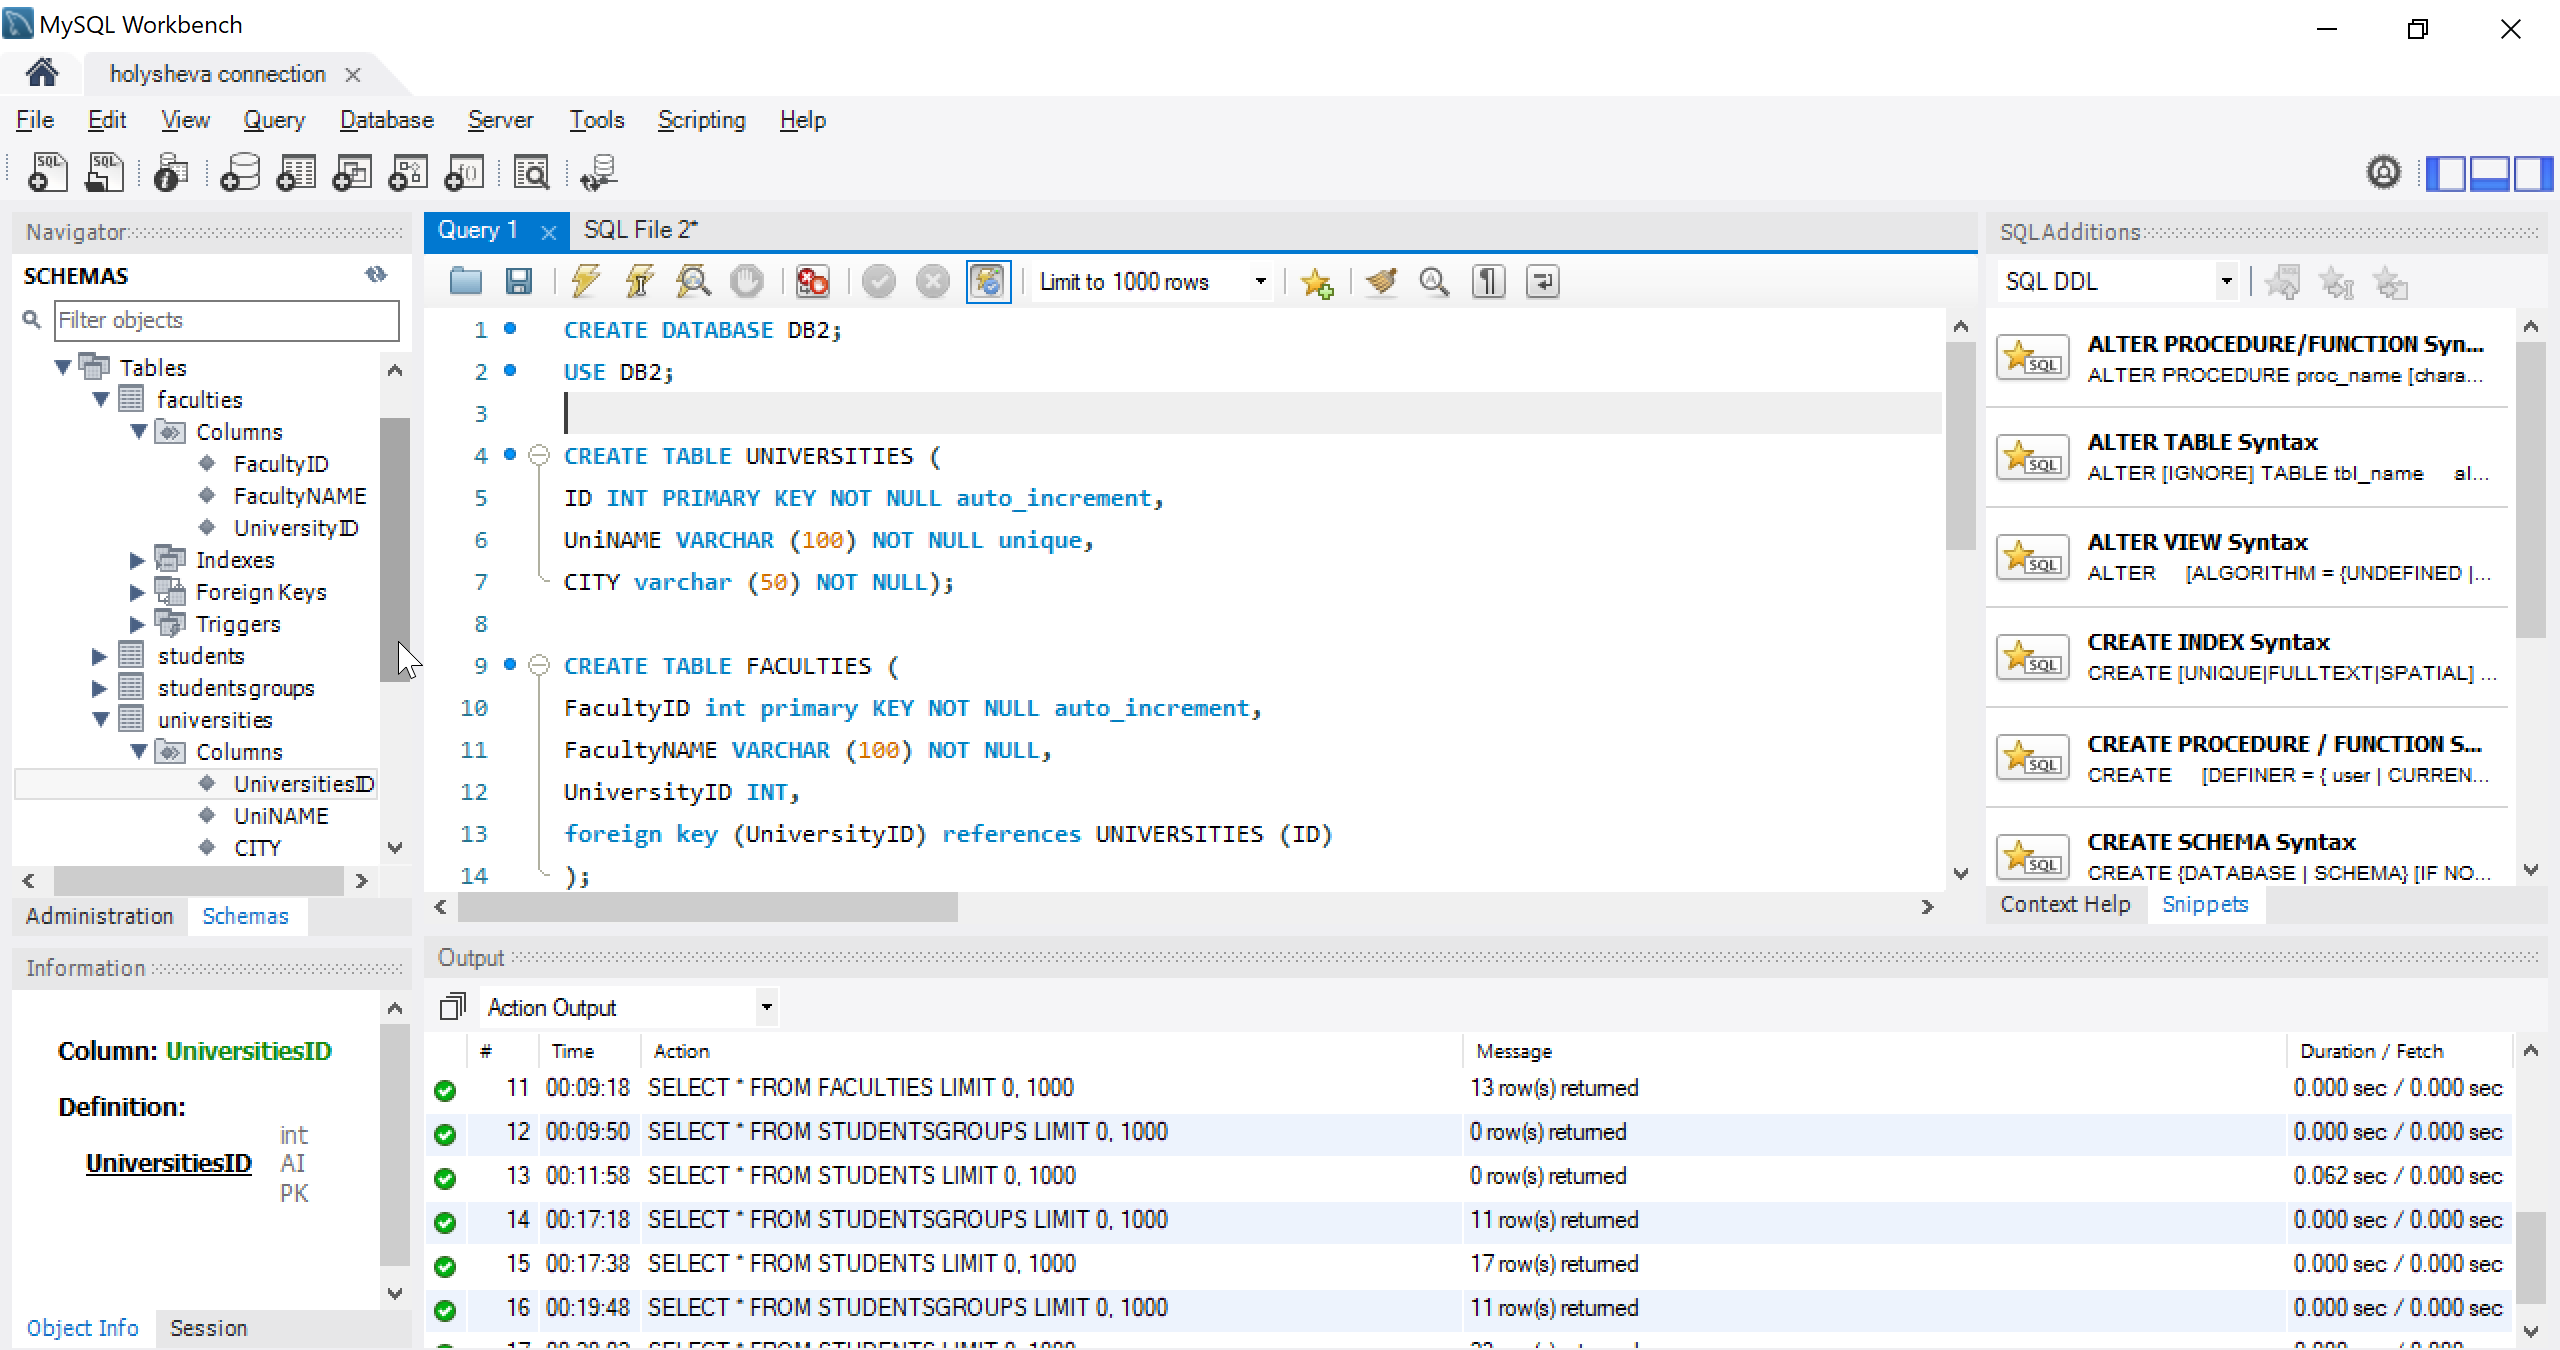 MySQL Workbench
holysheva connection
File Edit View Query Database Server Tools Scripting Help
Navigator
SCHEMAS
Filter objects
Tables
faculties
Columns
FacultyID
FacultyNAME
UniversityID
Indexes
Foreign Keys
Triggers
students
studentsgroups
universities
Columns
UniversitiesID
UniNAME
CITY
Administration Schemas
Information
Column: UniversitiesID
Definition:
int
UniversitiesID AI
PK
Object Info Session
Query 1 SQL File 2*
Limit to 1000 rows
1 CREATE DATABASE DB2;
2 USE DB2;
3
4 CREATE TABLE UNIVERSITIES (
5 ID INT PRIMARY KEY NOT NULL auto_increment,
6 UniNAME VARCHAR (100) NOT NULL unique,
7 CITY varchar (50) NOT NULL);
8
9 CREATE TABLE FACULTIES (
10 FacultyID int primary KEY NOT NULL auto_increment,
11 FacultyNAME VARCHAR (100) NOT NULL,
12 UniversityID INT,
13 foreign key (UniversityID) references UNIVERSITIES (ID)
14 );
SQLAdditions
SQL DDL
ALTER PROCEDURE/FUNCTION Syn...
ALTER PROCEDURE proc_name [chara...
ALTER TABLE Syntax
ALTER [IGNORE] TABLE tbl_name al...
ALTER VIEW Syntax
ALTER [ALGORITHM = {UNDEFINED |...
CREATE INDEX Syntax
CREATE [UNIQUE|FULLTEXT|SPATIAL] ...
CREATE PROCEDURE / FUNCTION S...
CREATE [DEFINER = { user | CURREN...
CREATE SCHEMA Syntax
CREATE {DATABASE | SCHEMA} [IF NO...
Context Help Snippets
Output
Action Output
# Time Action Message Duration / Fetch
11 00:09:18 SELECT * FROM FACULTIES LIMIT 0, 1000 13 row(s) returned 0.000 sec / 0.000 sec
12 00:09:50 SELECT * FROM STUDENTSGROUPS LIMIT 0, 1000 0 row(s) returned 0.000 sec / 0.000 sec
13 00:11:58 SELECT * FROM STUDENTS LIMIT 0, 1000 0 row(s) returned 0.062 sec / 0.000 sec
14 00:17:18 SELECT * FROM STUDENTSGROUPS LIMIT 0, 1000 11 row(s) returned 0.000 sec / 0.000 sec
15 00:17:38 SELECT * FROM STUDENTS LIMIT 0, 1000 17 row(s) returned 0.000 sec / 0.000 sec
16 00:19:48 SELECT * FROM STUDENTSGROUPS LIMIT 0, 1000 11 row(s) returned 0.000 sec / 0.000 sec